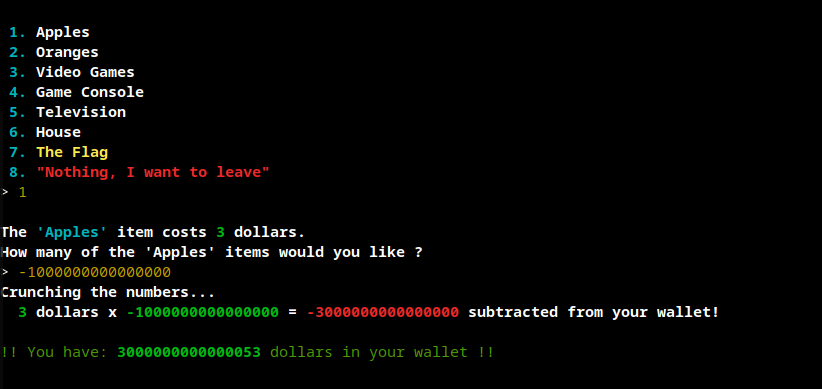 1. Apples
2. Oranges
3. Video Games
4. Game Console
5. Television
6. House
7. The Flag
8. "Nothing, I want to leave"
> 1
The 'Apples' item costs 3 dollars.
How many of the 'Apples' items would you like ?
> -1000000000000000
Crunching the numbers...
3 dollars x -1000000000000000 = -3000000000000000 subtracted from your wallet!
!! You have: 3000000000000053 dollars in your wallet !!